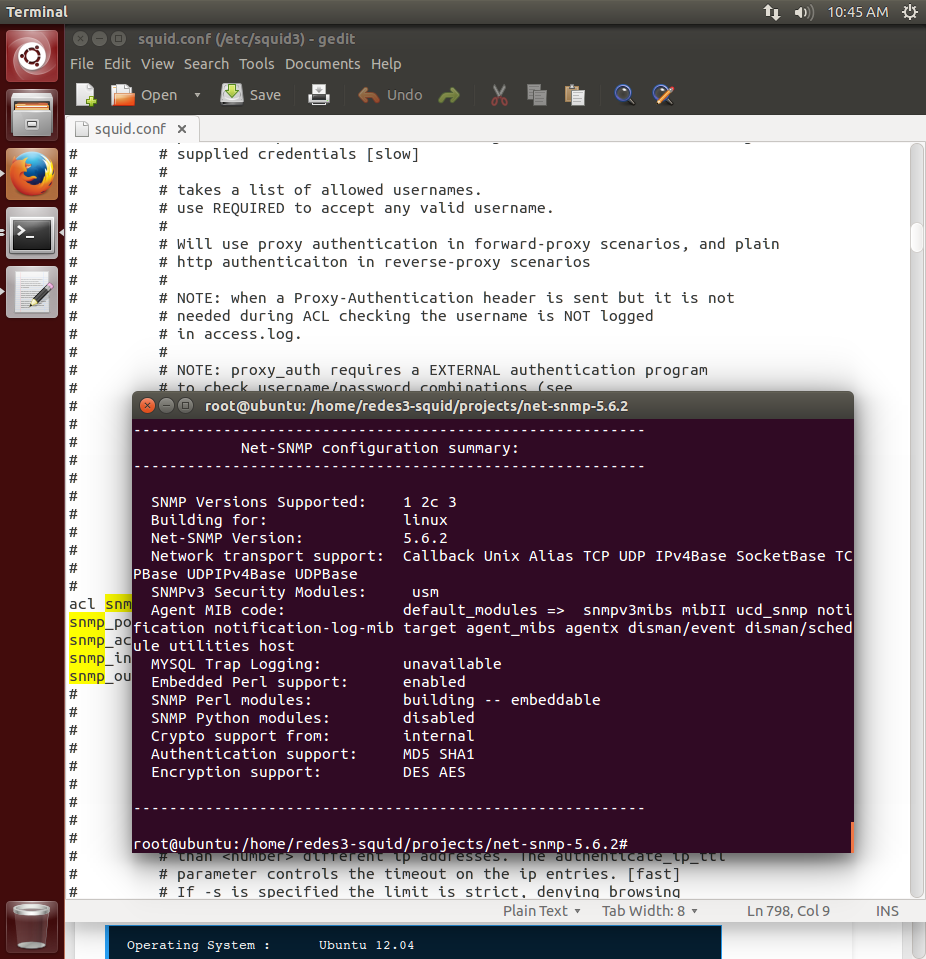 Terminal
10:45 AM
squid.conf (/etc/squid3) - gedit
File Edit View Search Tools Documents Help
Open Save Undo
squid.conf ×
# # supplied credentials [slow]
# #
# # takes a list of allowed usernames.
# # use REQUIRED to accept any valid username.
# #
# # Will use proxy authentication in forward-proxy scenarios, and plain
# # http authenticaiton in reverse-proxy scenarios
# #
# # NOTE: when a Proxy-Authentication header is sent but it is not
# # needed during ACL checking the username is NOT logged
# # in access.log.
# #
# # NOTE: proxy_auth requires a EXTERNAL authentication program
# # to check username/password combinations (see
#
#
#
#
#
#
#
#
#
#
#
acl snm
snmp_po
snmp_ac
snmp_in
snmp_ou
#
#
#
#
#
#
#
#
#
root@ubuntu: /home/redes3-squid/projects/net-snmp-5.6.2
---------------------------------------------------------
Net-SNMP configuration summary:
---------------------------------------------------------
SNMP Versions Supported: 1 2c 3
Building for: linux
Net-SNMP Version: 5.6.2
Network transport support: Callback Unix Alias TCP UDP IPv4Base SocketBase TC
PBase UDPIPv4Base UDPBase
SNMPv3 Security Modules: usm
Agent MIB code: default_modules => snmpv3mibs mibII ucd_snmp noti
fication notification-log-mib target agent_mibs agentx disman/event disman/sched
ule utilities host
MYSQL Trap Logging: unavailable
Embedded Perl support: enabled
SNMP Perl modules: building -- embeddable
SNMP Python modules: disabled
Crypto support from: internal
Authentication support: MD5 SHA1
Encryption support: DES AES
---------------------------------------------------------
root@ubuntu:/home/redes3-squid/projects/net-snmp-5.6.2#
# # than <number> different ip addresses. The authenticate_ip_ttl
# # parameter controls the timeout on the ip entries. [fast]
# # If -s is specified the limit is strict, denying browsing
Plain Text Tab Width: 8 Ln 798, Col 9 INS
Operating System : Ubuntu 12.04